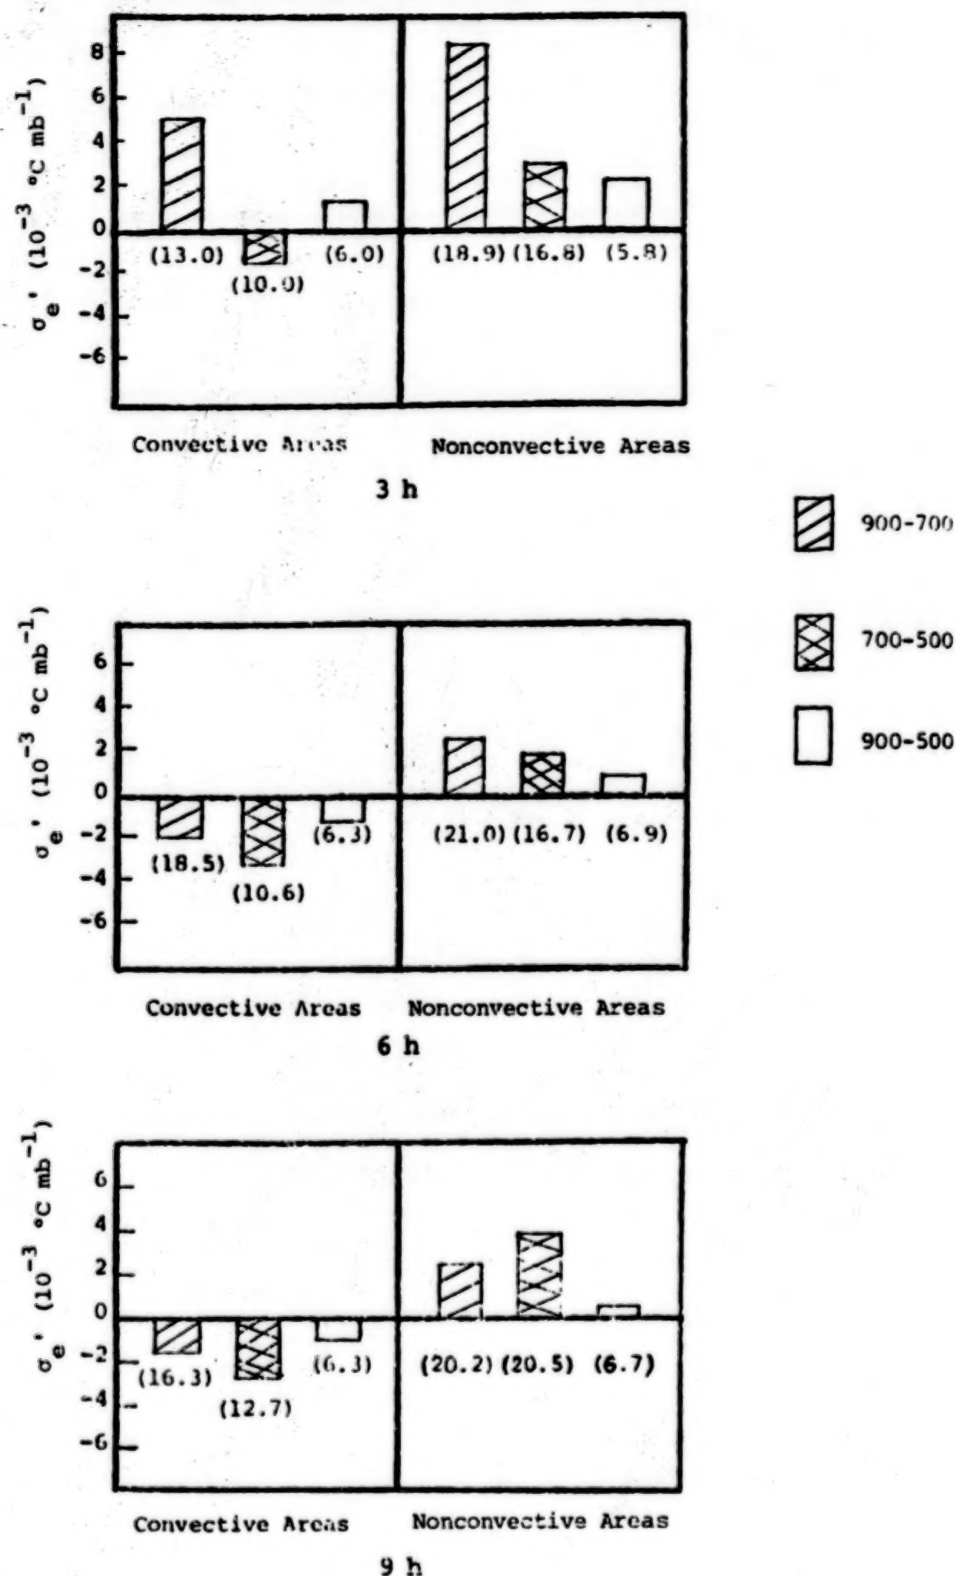 8
6
4
2
0
-2
-4
-6
σe' (10⁻³ °C mb⁻¹)
(13.0) (10.0) (6.0) (18.9) (16.8) (5.8)
Convective Areas Nonconvective Areas
3 h
900-700
700-500
900-500
6
4
2
0
-2
-4
-6
σe' (10⁻³ °C mb⁻¹)
(18.5) (10.6) (6.3) (21.0) (16.7) (6.9)
Convective Areas Nonconvective Areas
6 h
6
4
2
0
-2
-4
-6
σe' (10⁻³ °C mb⁻¹)
(16.3) (12.7) (6.3) (20.2) (20.5) (6.7)
Convective Areas Nonconvective Areas
9 h